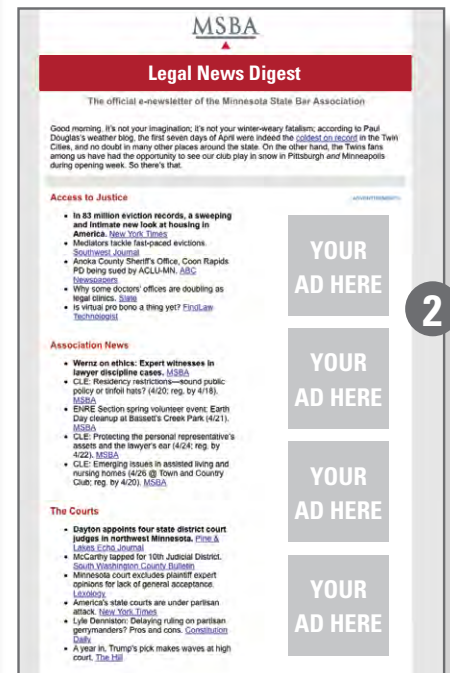 MSBA
Legal News Digest
The official e-newsletter of the Minnesota State Bar Association
Good morning. It's not your imagination; it's not your winter-weary fatalism; according to Paul
Douglas's weather blog, the first seven days of April were indeed the coldest on record in the Twin
Cities, and no doubt in many other places around the state. On the other hand, the Twins fans
among us have had the opportunity to see our club play in snow in Pittsburgh and Minneapolis
during opening week. So there's that.
Access to Justice
• In 83 million eviction records, a sweeping
and intimate new look at housing in
America. New York Times
• Mediators tackle fast-paced evictions.
Southwest Journal
• Anoka County Sheriff's Office, Coon Rapids
PD being sued by ACLU-MN. ABC
Newspapers
• Why some doctors' offices are doubling as
legal clinics. Slate
• Is virtual pro bono a thing yet? FindLaw
Technologist
Association News
• Wernz on ethics: Expert witnesses in
lawyer discipline cases. MSBA
• CLE: Residency restrictions—sound public
policy or tinfoil hats? (4/20; reg. by 4/18).
MSBA
• ENRE Section spring volunteer event: Earth
Day cleanup at Bassett's Creek Park (4/21).
MSBA
• CLE: Protecting the personal representative's
assets and the lawyer's ear (4/24; reg. by
4/22). MSBA
• CLE: Emerging issues in assisted living and
nursing homes (4/26 @ Town and Country
Club; reg. by 4/20). MSBA
The Courts
• Dayton appoints four state district court
judges in northwest Minnesota. Pine &
Lakes Echo Journal
• McCarthy tapped for 10th Judicial District.
South Washington County Bulletin
• Minnesota court excludes plaintiff expert
opinions for lack of general acceptance.
Lexology
• America's state courts are under partisan
attack. New York Times
• Lyle Denniston: Delaying ruling on partisan
gerrymanders? Pros and cons. Constitution
Daily
• A year in, Trump's pick makes waves at high
court. The Hill
YOUR
AD HERE
YOUR
AD HERE
YOUR
AD HERE
YOUR
AD HERE
2